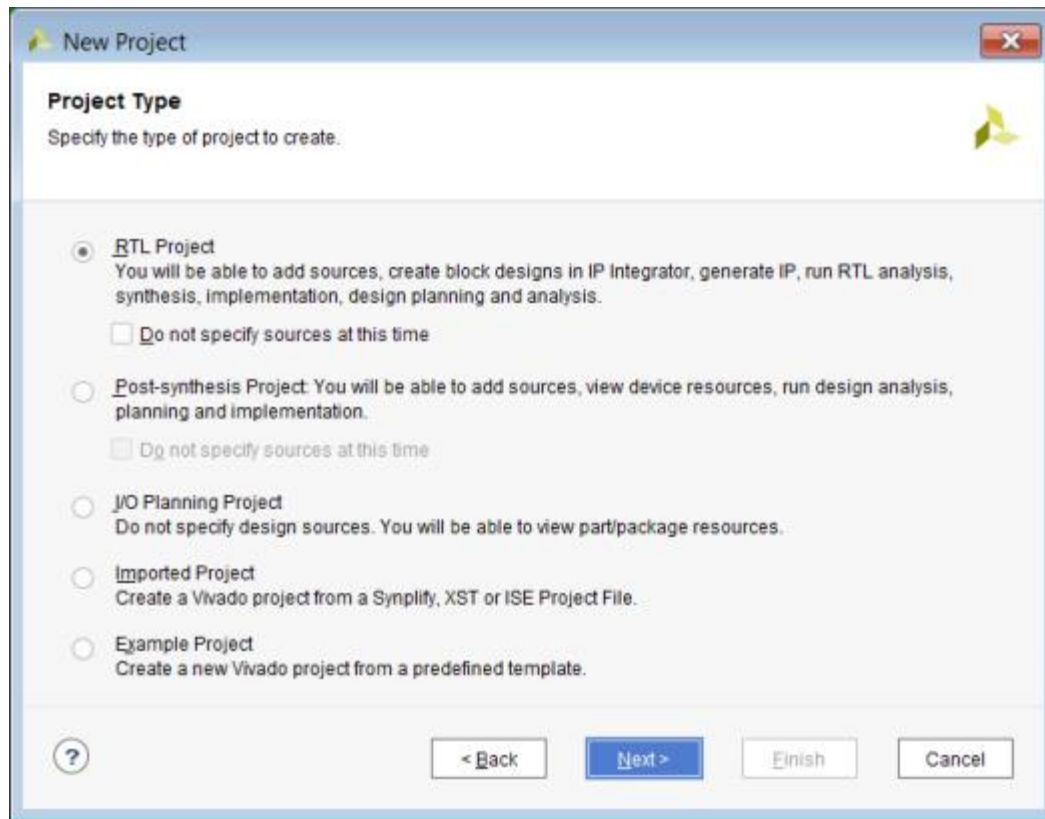 New Project
Project Type
Specify the type of project to create.
RTL Project
You will be able to add sources, create block designs in IP Integrator, generate IP, run RTL analysis,
synthesis, implementation, design planning and analysis.
Do not specify sources at this time
Post-synthesis Project: You will be able to add sources, view device resources, run design analysis,
planning and implementation.
Do not specify sources at this time
I/O Planning Project
Do not specify design sources. You will be able to view part/package resources.
Imported Project
Create a Vivado project from a Synplify, XST or ISE Project File.
Example Project
Create a new Vivado project from a predefined template.
? < Back Next > Finish Cancel